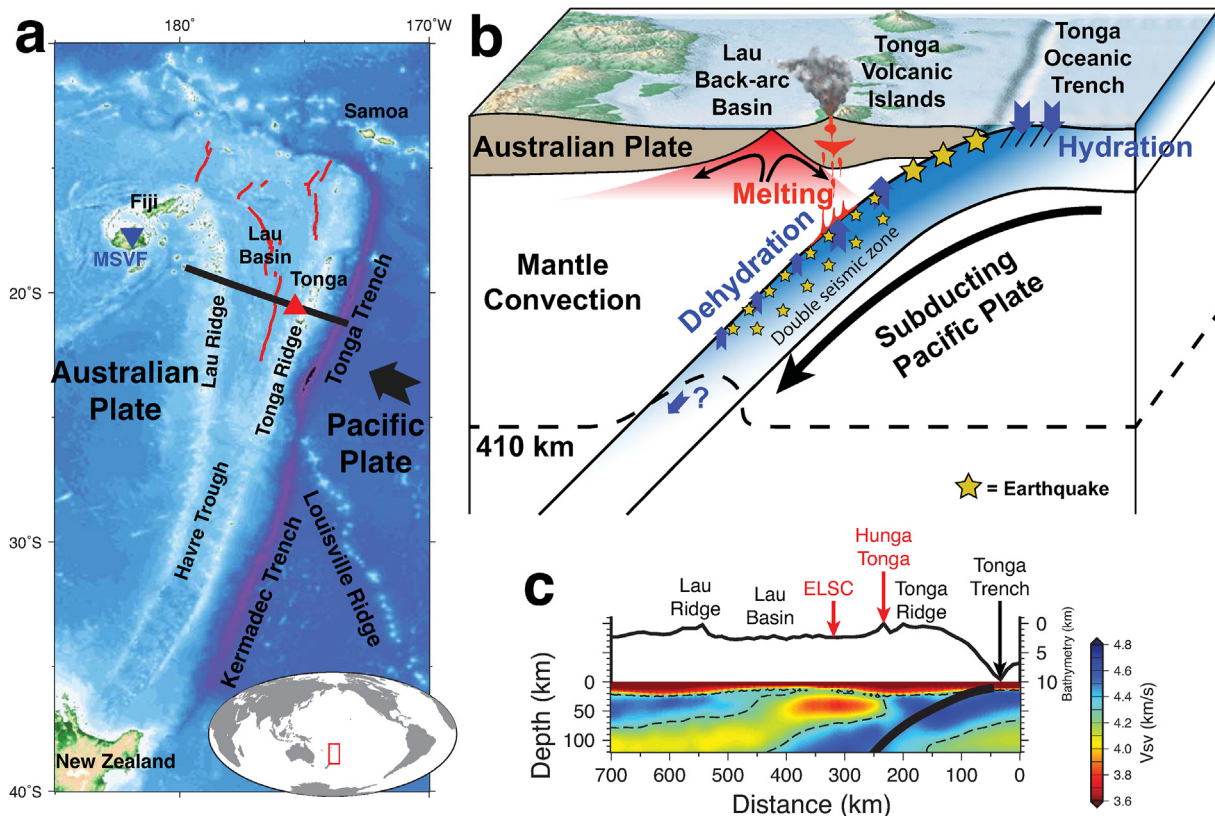 a
180°
170°W
Samoa
Fiji
MSVF
Lau
Basin
Tonga
20°S
Lau Ridge
Tonga Ridge
Tonga Trench
Australian
Plate
Pacific
Plate
Havre Trough
30°S
Kermadec Trench
Louisville Ridge
New Zealand
40°S
b
Lau
Back-arc
Basin
Tonga
Volcanic
Islands
Tonga
Oceanic
Trench
Australian Plate
Hydration
Melting
Mantle
Convection
Dehydration
Double seismic zone
Subducting
Pacific Plate
?
410 km
= Earthquake
c
Lau
Ridge
Lau
Basin
ELSC
Hunga
Tonga
Tonga
Ridge
Tonga
Trench
0
5
10
Bathymetry (km)
0
50
100
Depth (km)
700 600 500 400 300 200 100 0
Distance (km)
4.8
4.6
4.4
4.2
4.0
3.8
3.6
Vsv (km/s)